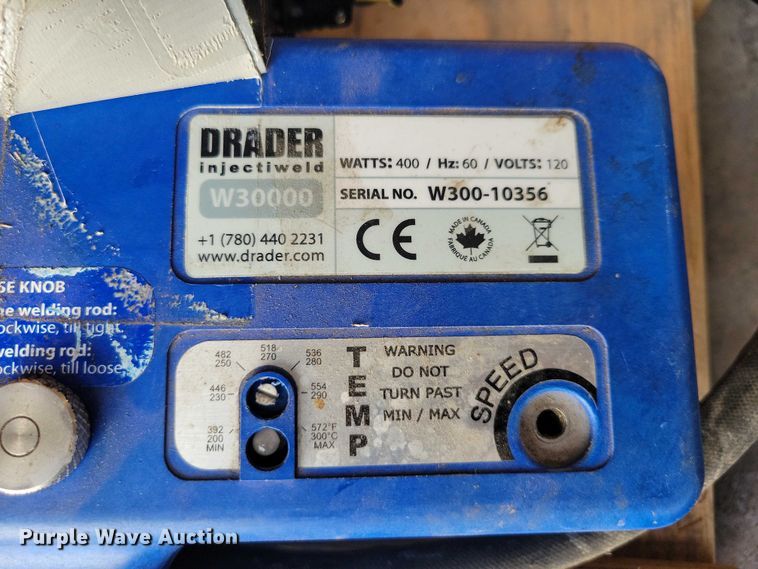 DRADER
injectiweld
W30000
+1 (780) 440 2231
www.drader.com
WATTS: 400 / Hz: 60 / VOLTS: 120
SERIAL NO. W300-10356
CE
MADE IN CANADA
FABRIQUÉ AU CANADA
SE KNOB
ne welding rod:
ockwise, till tight.
welding rod:
ockwise, till loose
482
250
518
270
536
280
446
230
554
290
392
200
MIN
572°F
300°C
MAX
TEMP
WARNING
DO NOT
TURN PAST
MIN / MAX
SPEED
Purple Wave Auction